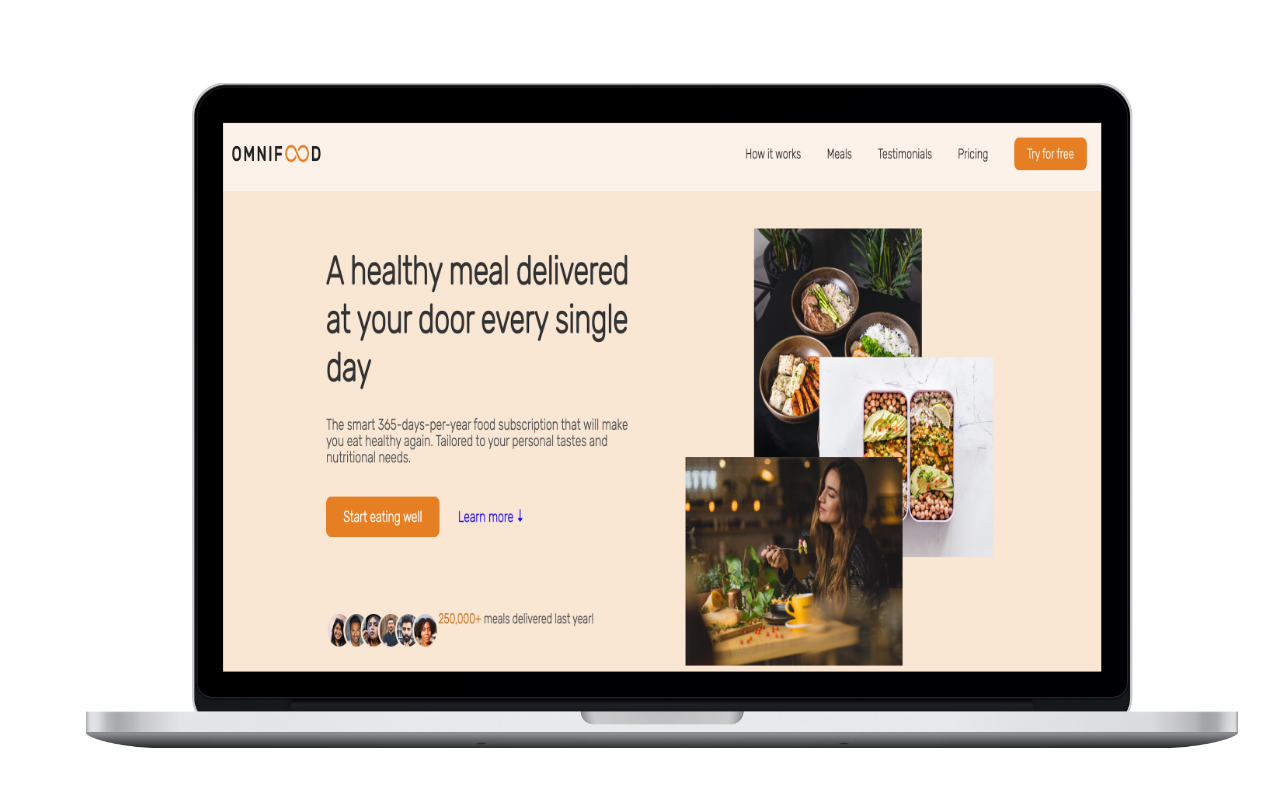 OMNIFOOD
How it works
Meals
Testimonials
Pricing
Try for free
A healthy meal delivered
at your door every single
day
The smart 365-days-per-year food subscription that will make
you eat healthy again. Tailored to your personal tastes and
nutritional needs.
Start eating well
Learn more ↓
250,000+ meals delivered last year!